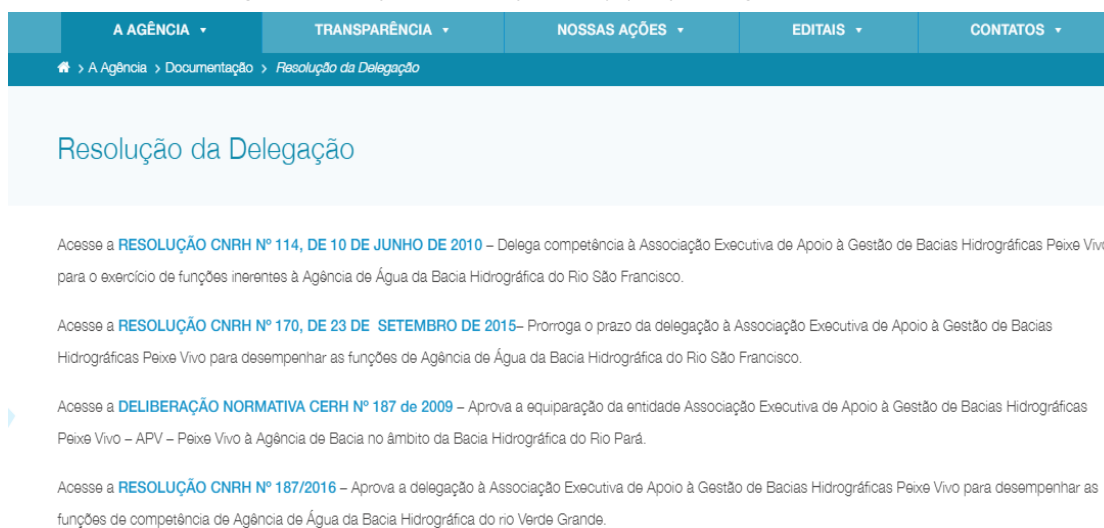 A AGÊNCIA
TRANSPARÊNCIA
NOSSAS AÇÕES
EDITAIS
CONTATOS
> A Agência > Documentação > Resolução da Delegação
Resolução da Delegação
Acesse a RESOLUÇÃO CNRH Nº 114, DE 10 DE JUNHO DE 2010 – Delega competência à Associação Executiva de Apoio à Gestão de Bacias Hidrográficas Peixe Vivo
para o exercício de funções inerentes à Agência de Água da Bacia Hidrográfica do Rio São Francisco.
Acesse a RESOLUÇÃO CNRH Nº 170, DE 23 DE SETEMBRO DE 2015– Prorroga o prazo da delegação à Associação Executiva de Apoio à Gestão de Bacias
Hidrográficas Peixe Vivo para desempenhar as funções de Agência de Água da Bacia Hidrográfica do Rio São Francisco.
Acesse a DELIBERAÇÃO NORMATIVA CERH Nº 187 de 2009 – Aprova a equiparação da entidade Associação Executiva de Apoio à Gestão de Bacias Hidrográficas
Peixe Vivo – APV – Peixe Vivo à Agência de Bacia no âmbito da Bacia Hidrográfica do Rio Pará.
Acesse a RESOLUÇÃO CNRH Nº 187/2016 – Aprova a delegação à Associação Executiva de Apoio à Gestão de Bacias Hidrográficas Peixe Vivo para desempenhar as
funções de competência de Agência de Água da Bacia Hidrográfica do rio Verde Grande.